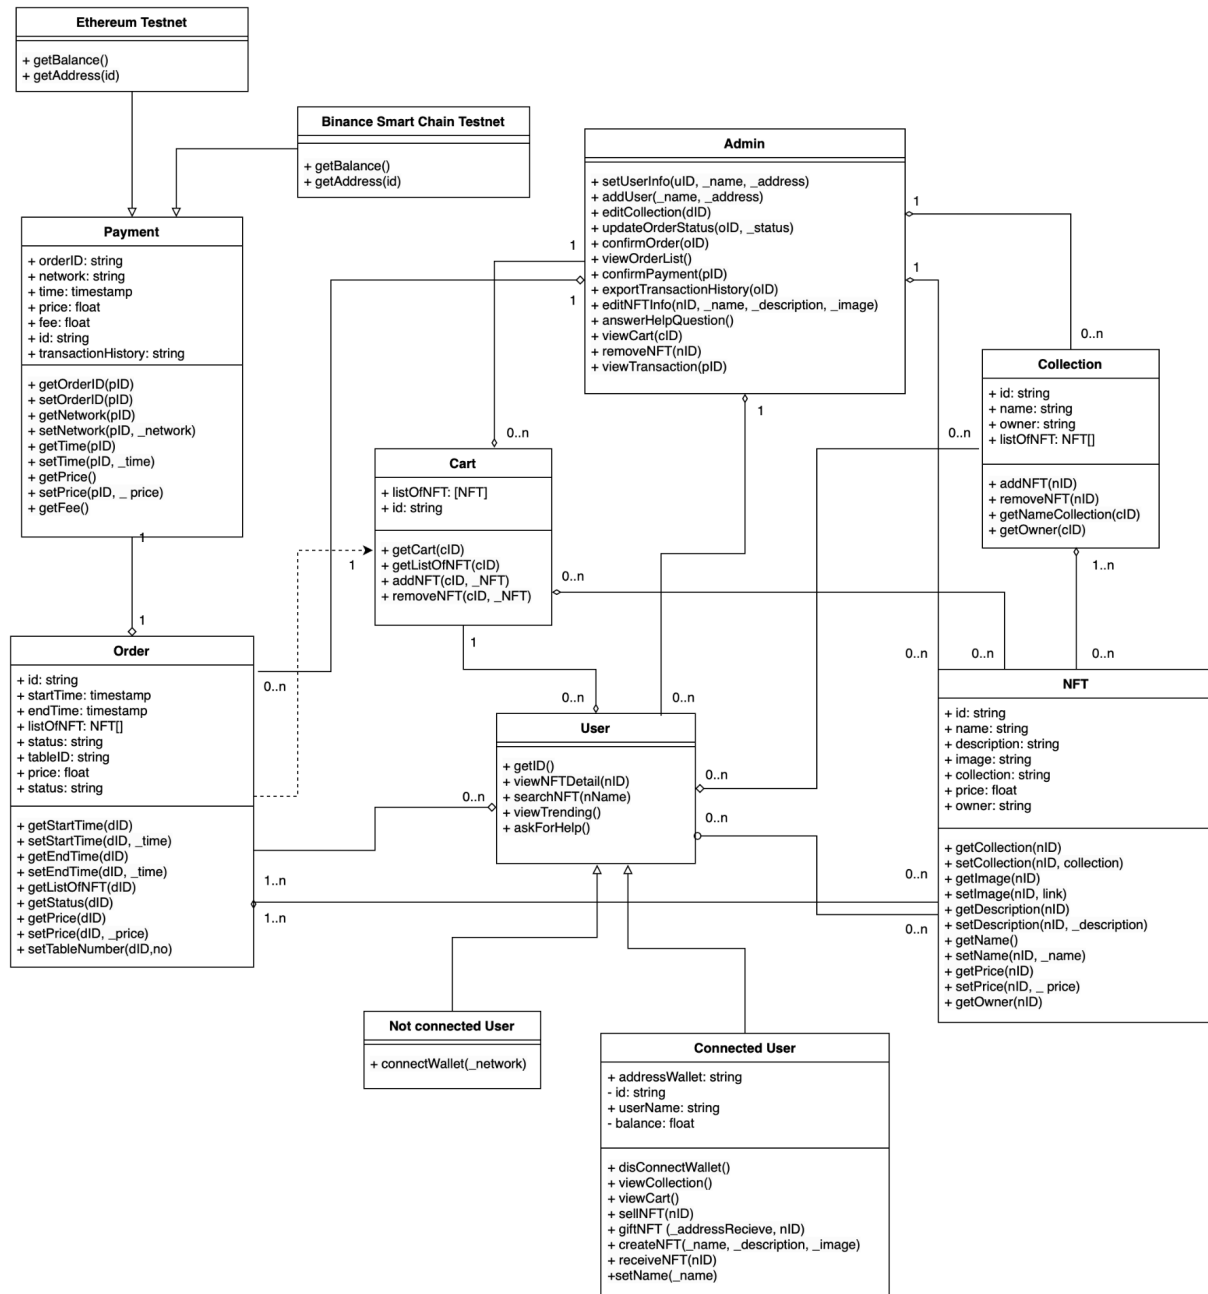 Ethereum Testnet
+ getBalance()
+ getAddress(id)
Binance Smart Chain Testnet
+ getBalance()
+ getAddress(id)
Admin
+ setUserInfo(uID, _name, _address)
+ addUser(_name, _address)
+ editCollection(dID)
+ updateOrderStatus(oID, _status)
+ confirmOrder(oID)
+ viewOrderList()
+ confirmPayment(pID)
+ exportTransactionHistory(oID)
+ editNFTInfo(nID, _name, _description, _image)
+ answerHelpQuestion()
+ viewCart(cID)
+ removeNFT(nID)
+ viewTransaction(pID)
1
1
1
1
1
0..n
Payment
+ orderID: string
+ network: string
+ time: timestamp
+ price: float
+ fee: float
+ id: string
+ transactionHistory: string
+ getOrderID(pID)
+ setOrderID(pID)
+ getNetwork(pID)
+ setNetwork(pID, _network)
+ getTime(pID)
+ setTime(pID, _time)
+ getPrice()
+ setPrice(pID, _ price)
+ getFee()
1
1
Collection
+ id: string
+ name: string
+ owner: string
+ listOfNFT: NFT[]
+ addNFT(nID)
+ removeNFT(nID)
+ getNameCollection(cID)
+ getOwner(cID)
0..n
1..n
0..n
Cart
+ listOfNFT: [NFT]
+ id: string
+ getCart(cID)
+ getListOfNFT(cID)
+ addNFT(cID, _NFT)
+ removeNFT(cID, _NFT)
0..n
1
0..n
1
Order
+ id: string
+ startTime: timestamp
+ endTime: timestamp
+ listOfNFT: NFT[]
+ status: string
+ tableID: string
+ price: float
+ status: string
+ getStartTime(dID)
+ setStartTime(dID, _time)
+ getEndTime(dID)
+ setEndTime(dID, _time)
+ getListOfNFT(dID)
+ getStatus(dID)
+ getPrice(dID)
+ setPrice(dID, _price)
+ setTableNumber(dID,no)
0..n
1..n
1..n
User
+ getID()
+ viewNFTDetail(nID)
+ searchNFT(nName)
+ viewTrending()
+ askForHelp()
0..n
0..n
0..n
0..n
0..n
NFT
+ id: string
+ name: string
+ description: string
+ image: string
+ collection: string
+ price: float
+ owner: string
+ getCollection(nID)
+ setCollection(nID, collection)
+ getImage(nID)
+ setImage(nID, link)
+ getDescription(nID)
+ setDescription(nID, _description)
+ getName()
+ setName(nID, _name)
+ getPrice(nID)
+ setPrice(nID, _ price)
+ getOwner(nID)
0..n
0..n
0..n
0..n
Not connected User
+ connectWallet(_network)
Connected User
+ addressWallet: string
- id: string
+ userName: string
- balance: float
+ disConnectWallet()
+ viewCollection()
+ viewCart()
+ sellNFT(nID)
+ giftNFT (_addressRecieve, nID)
+ createNFT(_name, _description, _image)
+ receiveNFT(nID)
+setName(_name)